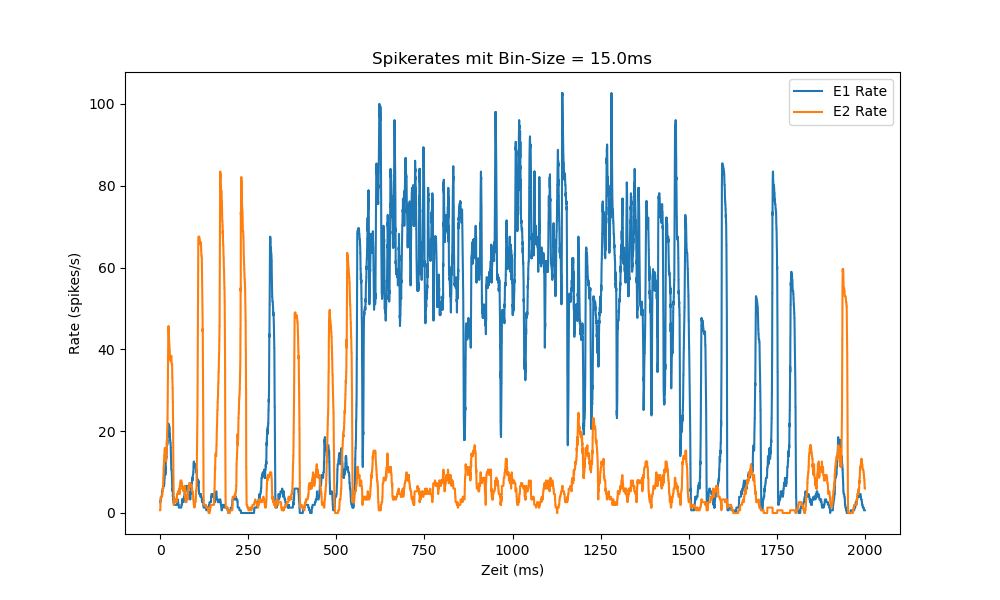 Spikerates mit Bin-Size = 15.0ms
E1 Rate
E2 Rate
Rate (spikes/s)
100
80
60
40
20
0
0 250 500 750 1000 1250 1500 1750 2000
Zeit (ms)